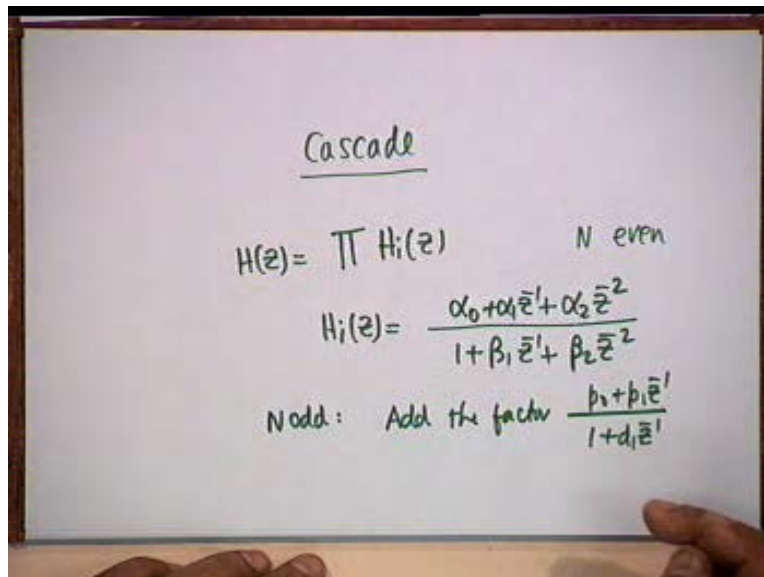 Cascade
H(z) = Π Hi(z) N even
Hi(z) = (α₀ + α₁z⁻¹ + α₂z⁻²) / (1 + β₁z⁻¹ + β₂z⁻²)
N odd : Add the factor (p₀ + p₁z⁻¹) / (1 + d₁z⁻¹)